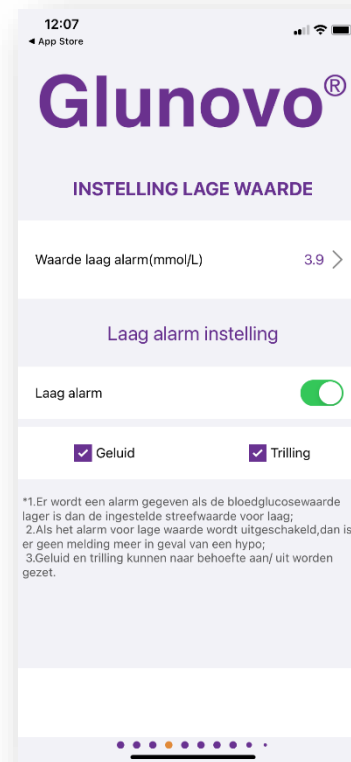 12:07
◀ App Store
Glunovo®
INSTELLING LAGE WAARDE
Waarde laag alarm(mmol/L) 3.9
Laag alarm instelling
Laag alarm
Geluid Trilling
*1.Er wordt een alarm gegeven als de bloedglucosewaarde
lager is dan de ingestelde streefwaarde voor laag;
2.Als het alarm voor lage waarde wordt uitgeschakeld,dan is
er geen melding meer in geval van een hypo;
3.Geluid en trilling kunnen naar behoefte aan/ uit worden
gezet.